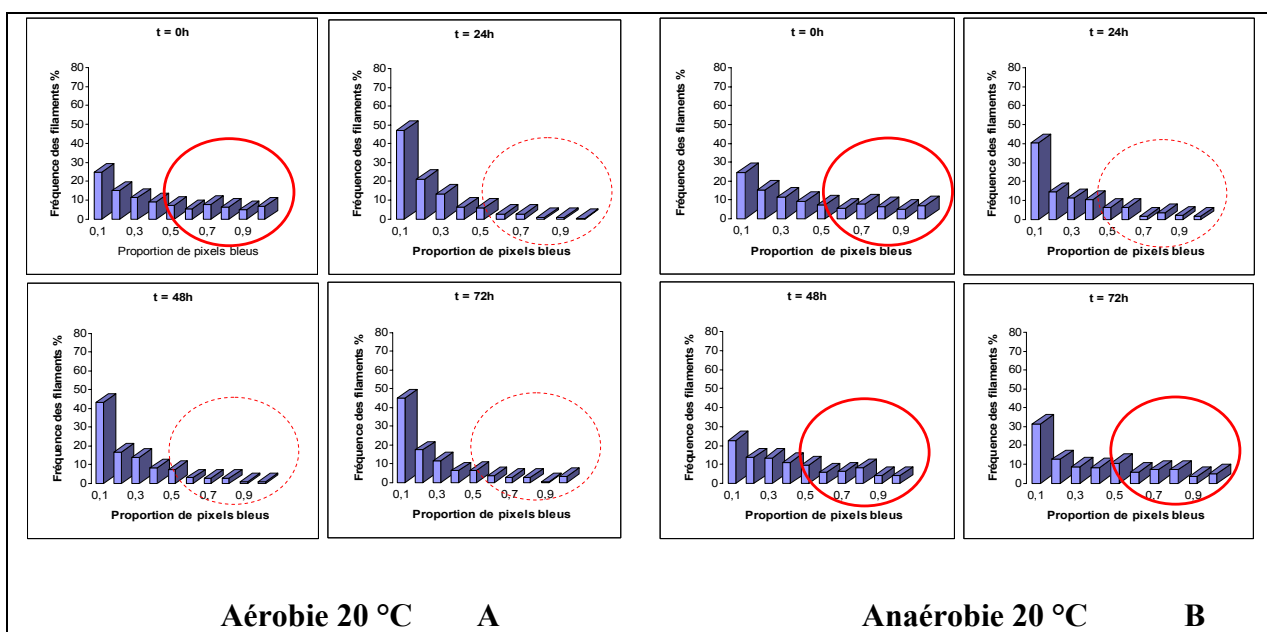 t = 0h
Fréquence des filaments %
80
70
60
50
40
30
20
10
0
0,1 0,3 0,5 0,7 0,9
Proportion de pixels bleus
t = 24h
Fréquence des filaments %
80
70
60
50
40
30
20
10
0
0,1 0,3 0,5 0,7 0,9
Proportion de pixels bleus
t = 48h
Fréquence des filaments %
80
70
60
50
40
30
20
10
0
0,1 0,3 0,5 0,7 0,9
Proportion de pixels bleus
t = 72h
Fréquence des filaments %
80
70
60
50
40
30
20
10
0
0,1 0,3 0,5 0,7 0,9
Proportion de pixels bleus
Aérobie 20 °C A
t = 0h
Fréquence des filaments %
80
70
60
50
40
30
20
10
0
0,1 0,3 0,5 0,7 0,9
Proportion de pixels bleus
t = 24h
Fréquence des filaments %
80
70
60
50
40
30
20
10
0
0,1 0,3 0,5 0,7 0,9
Proportion de pixels bleus
t = 48h
Fréquence des filaments %
80
70
60
50
40
30
20
10
0
0,1 0,3 0,5 0,7 0,9
Proportion de pixels bleus
t = 72h
Fréquence des filaments %
80
70
60
50
40
30
20
10
0
0,1 0,3 0,5 0,7 0,9
Proportion de pixels bleus
Anaérobie 20 °C B